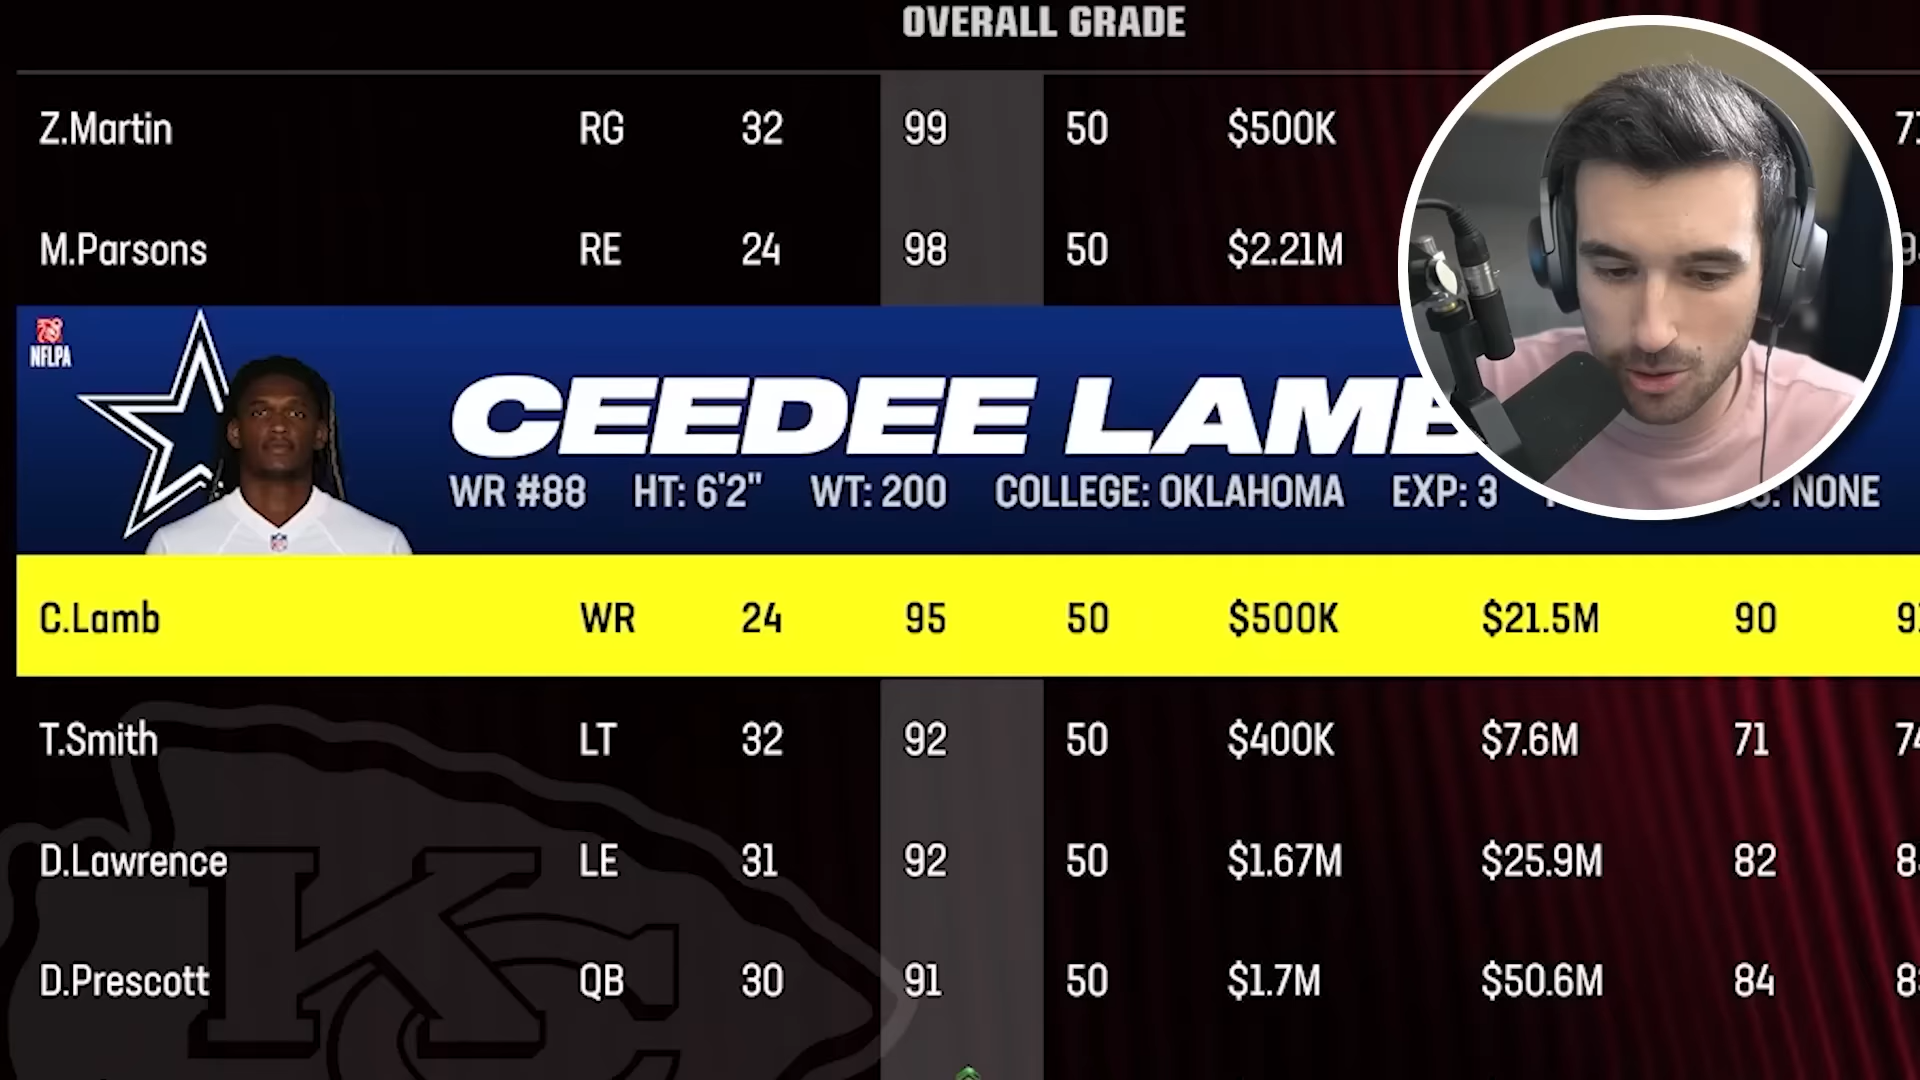 OVERALL GRADE
Z.Martin RG 32 99 50 $500K
M.Parsons RE 24 98 50 $2.21M
NFLPA
CEEDEE LAMB
WR #88 HT: 6'2" WT: 200 COLLEGE: OKLAHOMA EXP: 3 NONE
C.Lamb WR 24 95 50 $500K $21.5M 90
T.Smith LT 32 92 50 $400K $7.6M 71
D.Lawrence LE 31 92 50 $1.67M $25.9M 82
KC
D.Prescott QB 30 91 50 $1.7M $50.6M 84